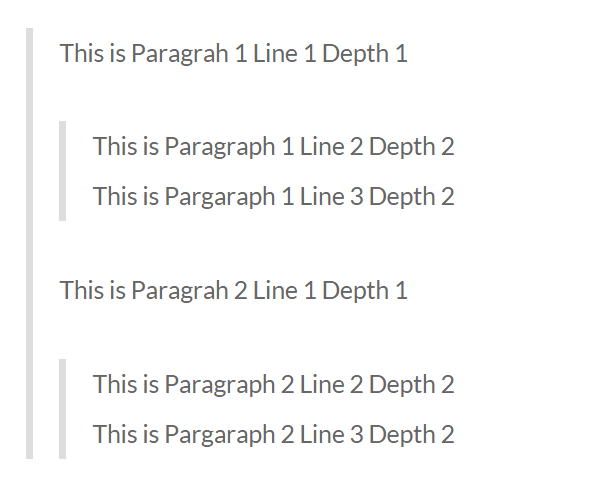 This is Paragrah 1 Line 1 Depth 1
This is Paragraph 1 Line 2 Depth 2
This is Pargaraph 1 Line 3 Depth 2
This is Paragrah 2 Line 1 Depth 1
This is Paragraph 2 Line 2 Depth 2
This is Pargaraph 2 Line 3 Depth 2